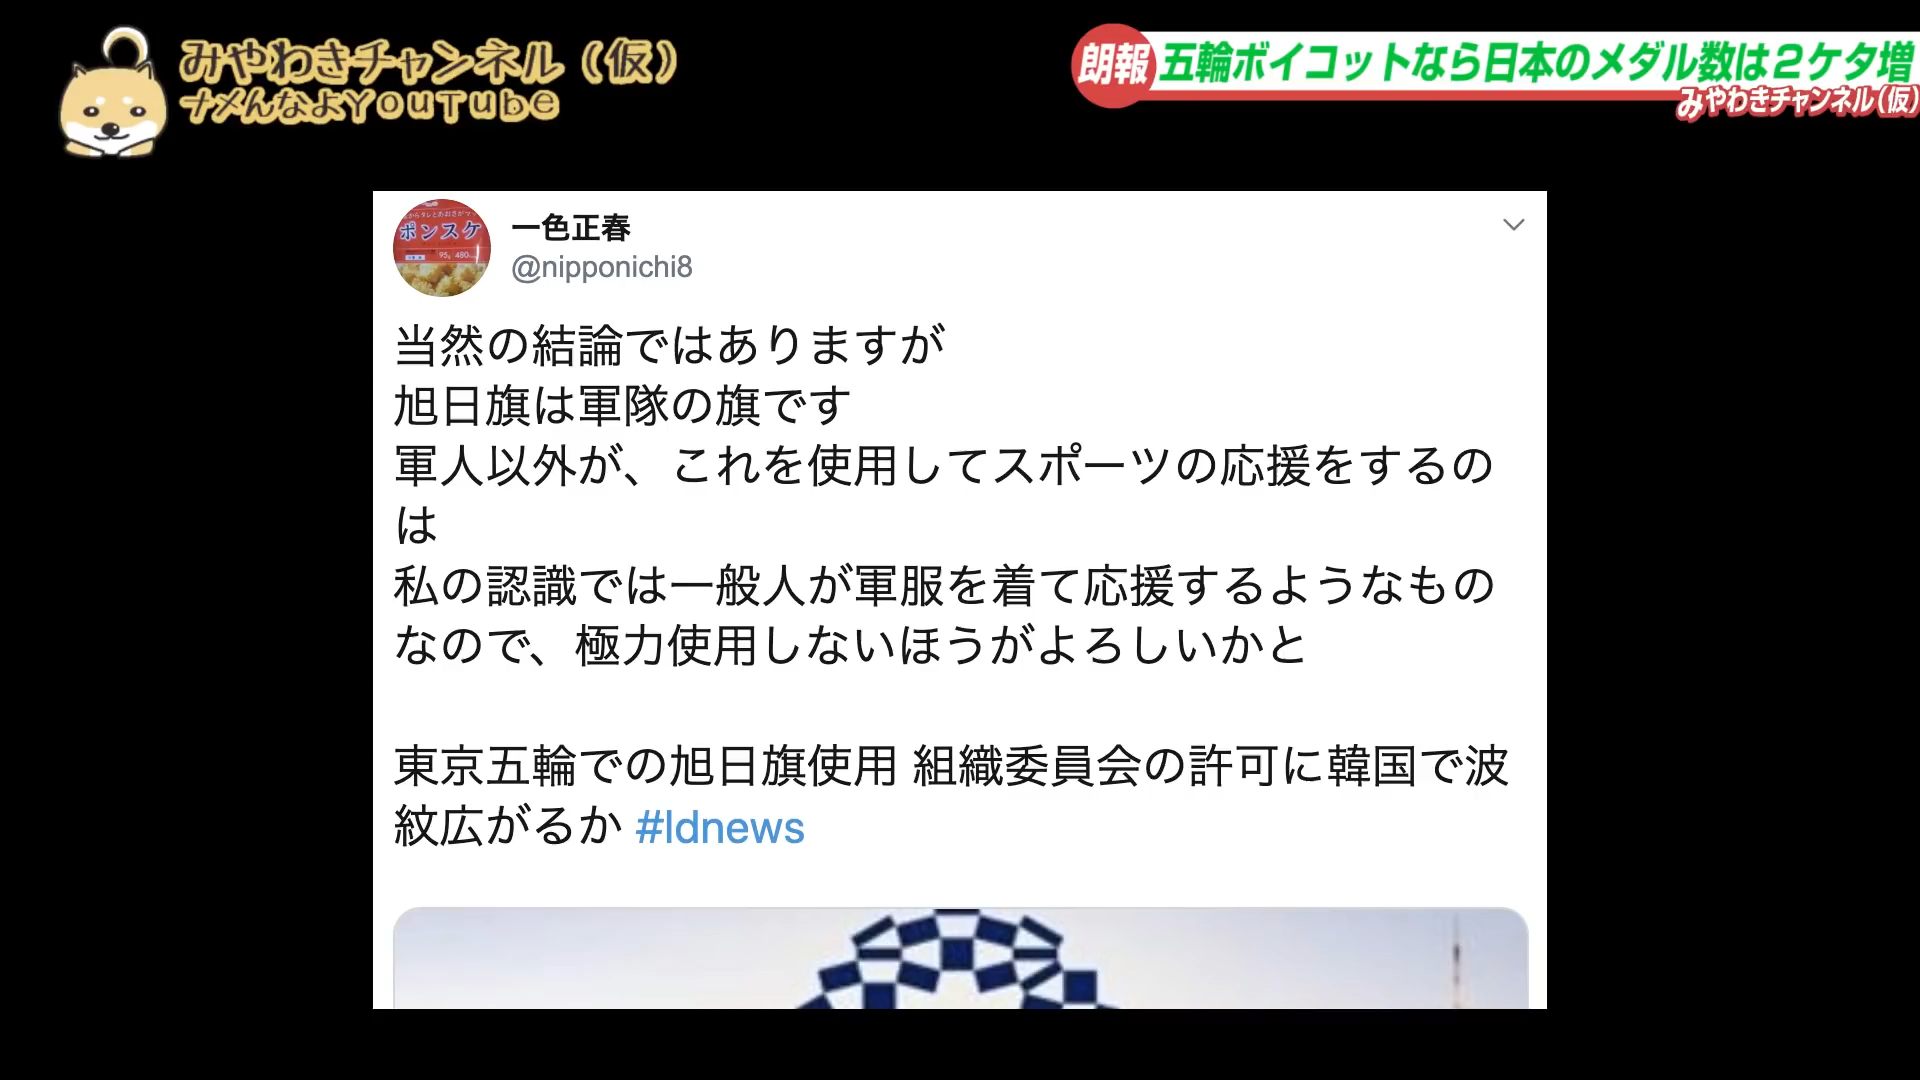 みやわきチャンネル（仮）
ナメんなよYouTube
朗報
五輪ボイコットなら日本のメダル数は２ケタ増
みやわきチャンネル（仮）
ポンスケ
95g 480
一色正春
@nipponichi8
当然の結論ではありますが
旭日旗は軍隊の旗です
軍人以外が、これを使用してスポーツの応援をするの
は
私の認識では一般人が軍服を着て応援するようなもの
なので、極力使用しないほうがよろしいかと
東京五輪での旭日旗使用 組織委員会の許可に韓国で波
紋広がるか #ldnews